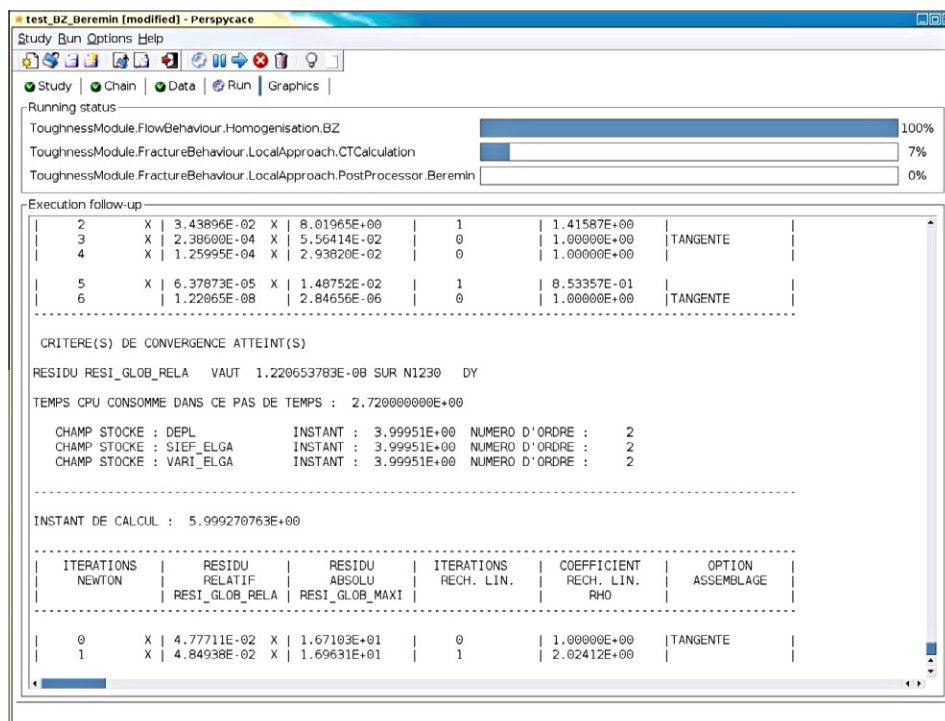 test_BZ_Beremin [modified] - Perspycace
Study Run Options Help
Study Chain Data Run Graphics
Running status
ToughnessModule.FlowBehaviour.Homogenisation.BZ 100%
ToughnessModule.FractureBehaviour.LocalApproach.CTCalculation 7%
ToughnessModule.FractureBehaviour.LocalApproach.PostProcessor.Beremin 0%
Execution follow-up
| 2 X | 3.43896E-02 X | 8.01965E+00 | 1 | 1.41587E+00 | |
| 3 X | 2.38600E-04 X | 5.56414E-02 | 0 | 1.00000E+00 |TANGENTE |
| 4 X | 1.25995E-04 X | 2.93820E-02 | 0 | 1.00000E+00 | |
| 5 X | 6.37873E-05 X | 1.48752E-02 | 1 | 8.53357E-01 | |
| 6 | 1.22065E-08 | 2.84656E-06 | 0 | 1.00000E+00 |TANGENTE |
CRITERE(S) DE CONVERGENCE ATTEINT(S)
RESIDU RESI_GLOB_RELA VAUT 1.220653783E-08 SUR N1230 DY
TEMPS CPU CONSOMME DANS CE PAS DE TEMPS : 2.720000000E+00
CHAMP STOCKE : DEPL INSTANT : 3.99951E+00 NUMERO D'ORDRE : 2
CHAMP STOCKE : SIEF_ELGA INSTANT : 3.99951E+00 NUMERO D'ORDRE : 2
CHAMP STOCKE : VARI_ELGA INSTANT : 3.99951E+00 NUMERO D'ORDRE : 2
INSTANT DE CALCUL : 5.999270763E+00
| ITERATIONS | RESIDU | RESIDU | ITERATIONS | COEFFICIENT | OPTION |
| NEWTON | RELATIF | ABSOLU | RECH. LIN. | RECH. LIN. | ASSEMBLAGE |
| | RESI_GLOB_RELA | RESI_GLOB_MAXI | | RHO | |
| 0 X | 4.77711E-02 X | 1.67103E+01 | 0 | 1.00000E+00 |TANGENTE |
| 1 X | 4.84938E-02 X | 1.69631E+01 | 1 | 2.02412E+00 | |